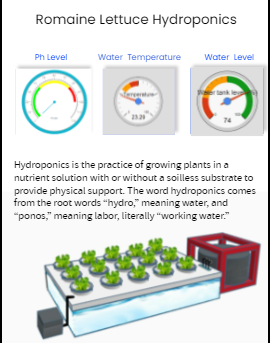 Romaine Lettuce Hydroponics
Ph Level Water Temperature Water Level
Temperature
Water tank level(%)
23.29
74
Hydroponics is the practice of growing plants in a
nutrient solution with or without a soilless substrate to
provide physical support. The word hydroponics comes
from the root words “hydro,” meaning water, and
“ponos,” meaning labor, literally “working water.”